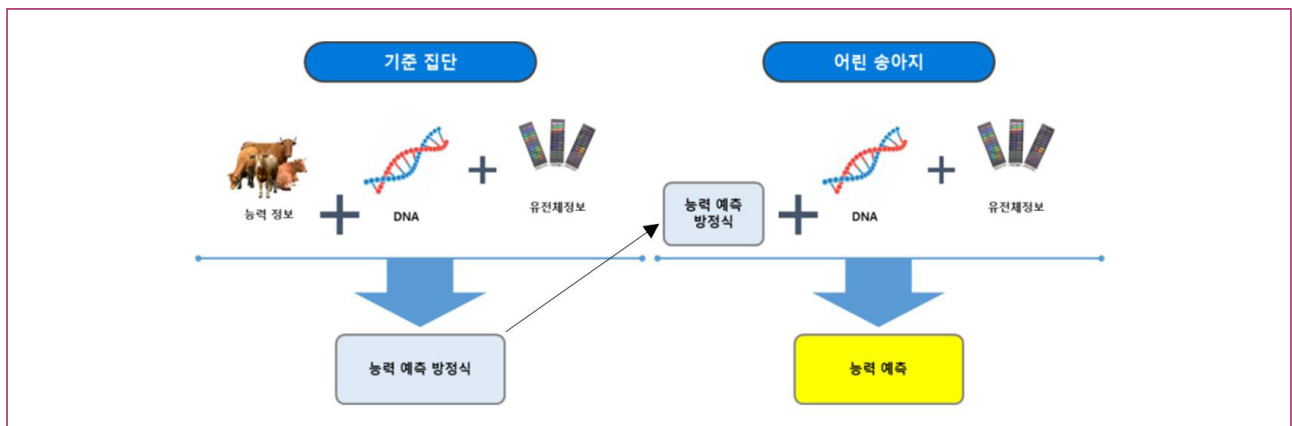 기준 집단
어린 송아지
능력 정보
DNA
유전체정보
능력 예측
방정식
DNA
유전체정보
능력 예측 방정식
능력 예측